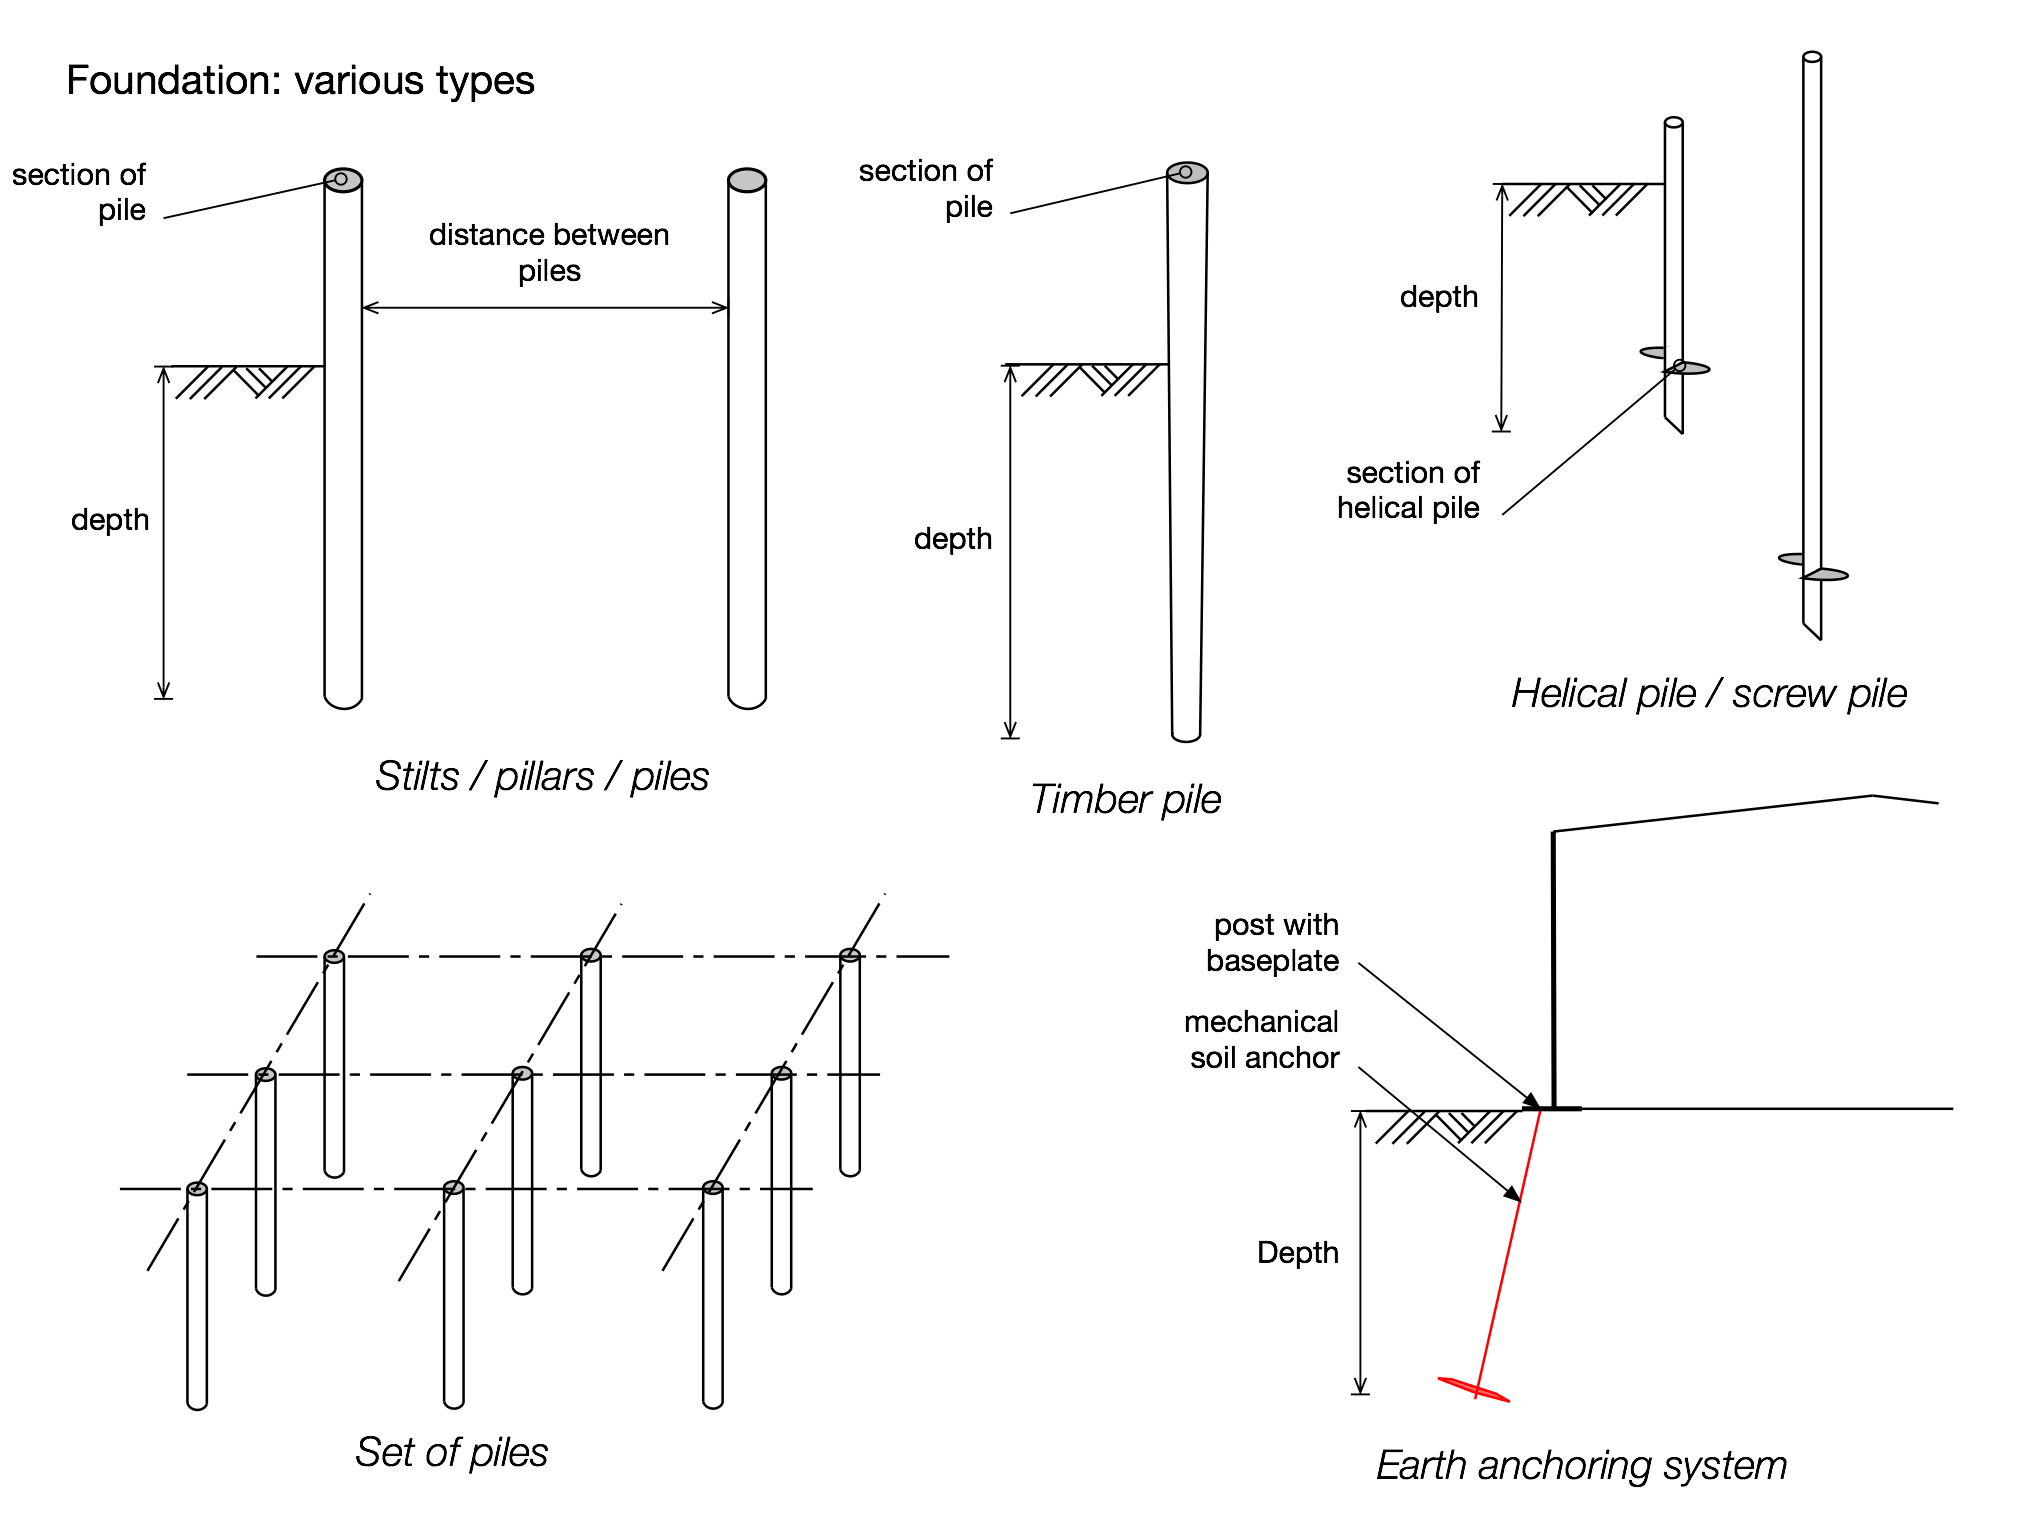 Foundation: various types
section of
pile
distance between
piles
depth
Stilts / pillars / piles
section of
pile
depth
Timber pile
depth
section of
helical pile
Helical pile / screw pile
Set of piles
post with
baseplate
mechanical
soil anchor
Depth
Earth anchoring system